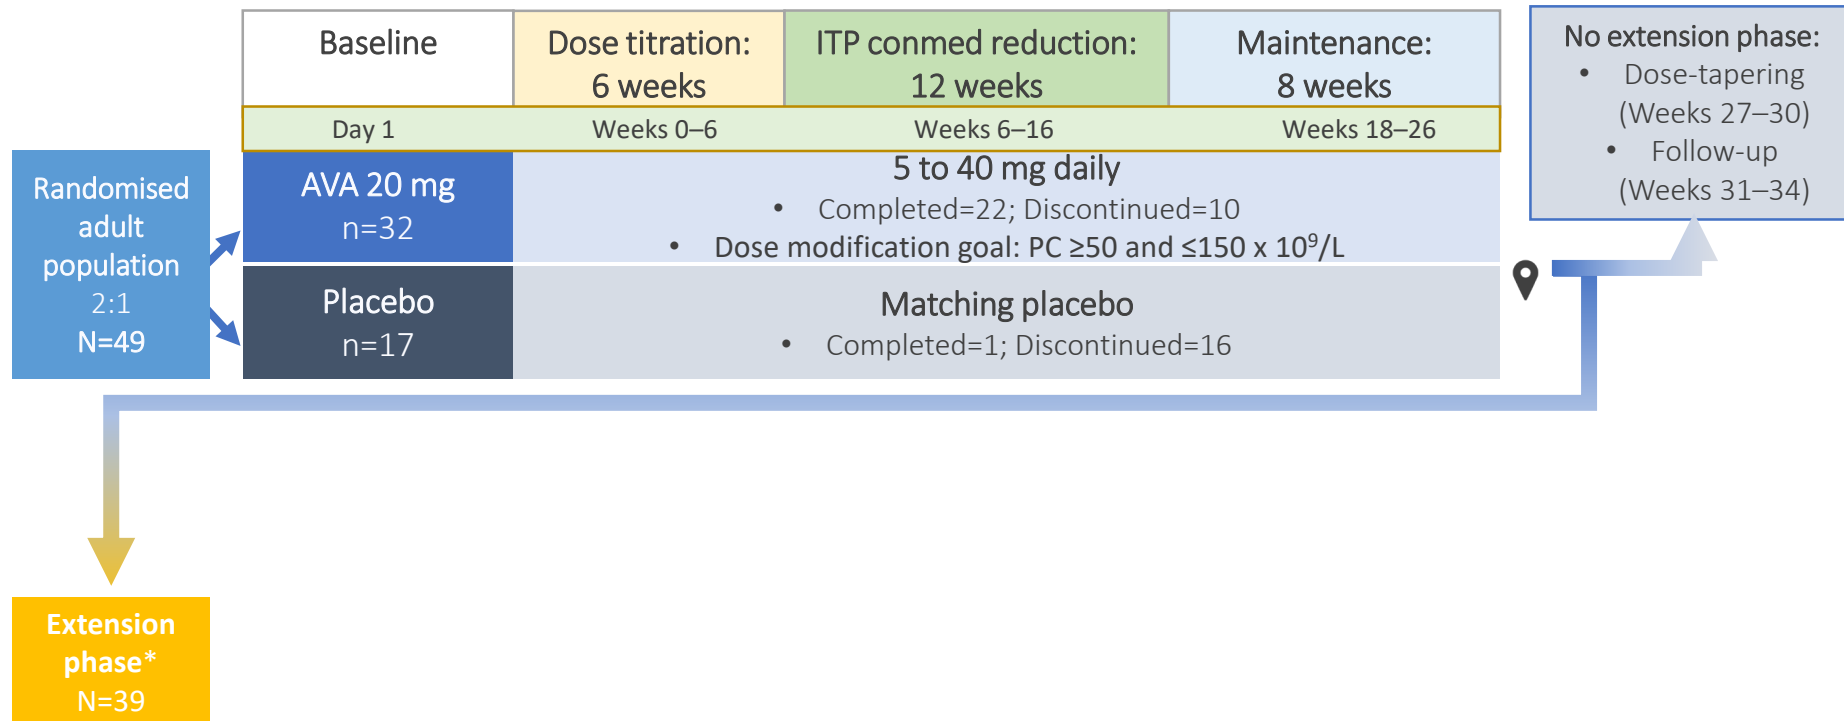 Baseline
Dose titration:
6 weeks
ITP conmed reduction:
12 weeks
Maintenance:
8 weeks
Day 1
Weeks 0–6
Weeks 6–16
Weeks 18–26
No extension phase:
• Dose-tapering
(Weeks 27–30)
• Follow-up
(Weeks 31–34)
Randomised
adult
population
2:1
N=49
AVA 20 mg
n=32
5 to 40 mg daily
• Completed=22; Discontinued=10
• Dose modification goal: PC ≥50 and ≤150 x 10⁹/L
Placebo
n=17
Matching placebo
• Completed=1; Discontinued=16
Extension
phase*
N=39